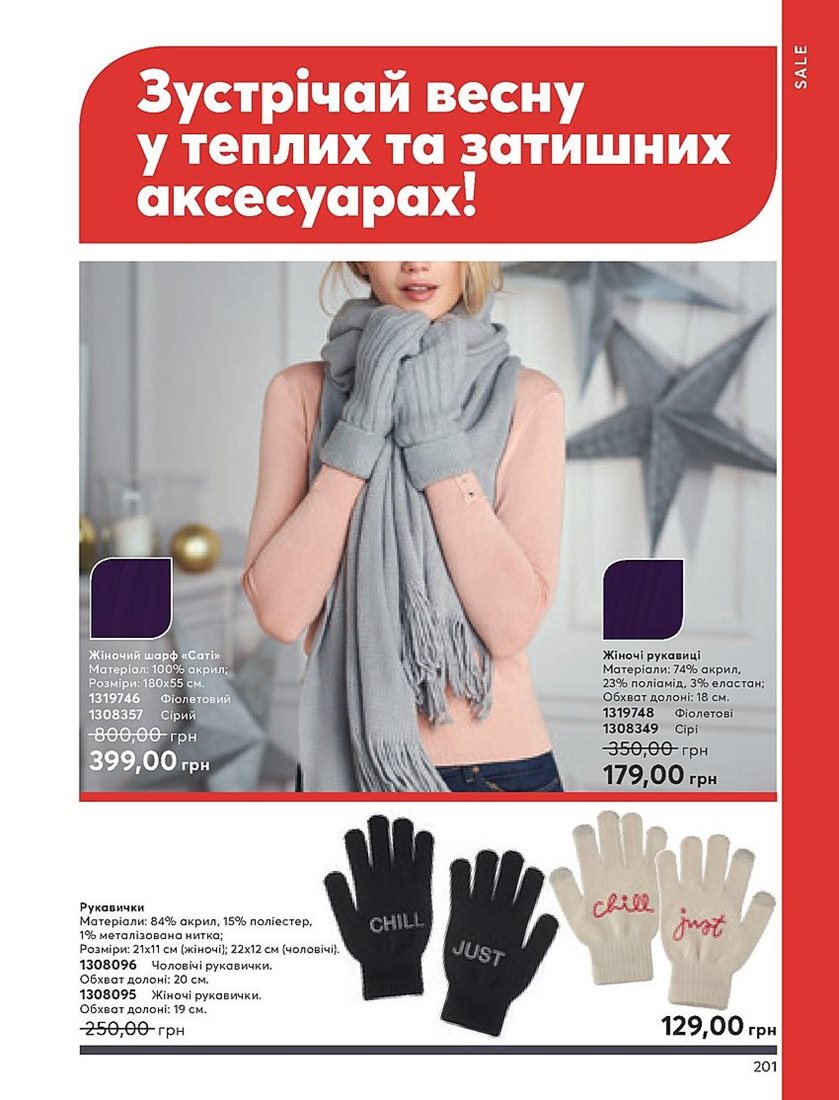 SALE
Зустрічай весну
у теплих та затишних
аксесуарах!
Жіночий шарф «Саті»
Матеріал: 100% акрил;
Розміри: 180х55 см.
1319746 Фіолетовий
1308357 Сірий
800,00 грн
399,00 грн
Жіночі рукавиці
Матеріали: 74% акрил,
23% поліамід, 3% еластан;
Обхват долоні: 18 см.
1319748 Фіолетові
1308349 Сірі
350,00 грн
179,00 грн
Рукавички
Матеріали: 84% акрил, 15% поліестер,
1% металізована нитка;
Розміри: 21х11 см (жіночі); 22х12 см (чоловічі).
1308096 Чоловічі рукавички.
Обхват долоні: 20 см.
1308095 Жіночі рукавички.
Обхват долоні: 19 см.
250,00 грн
CHILL
JUST
chill
just
129,00 грн
201